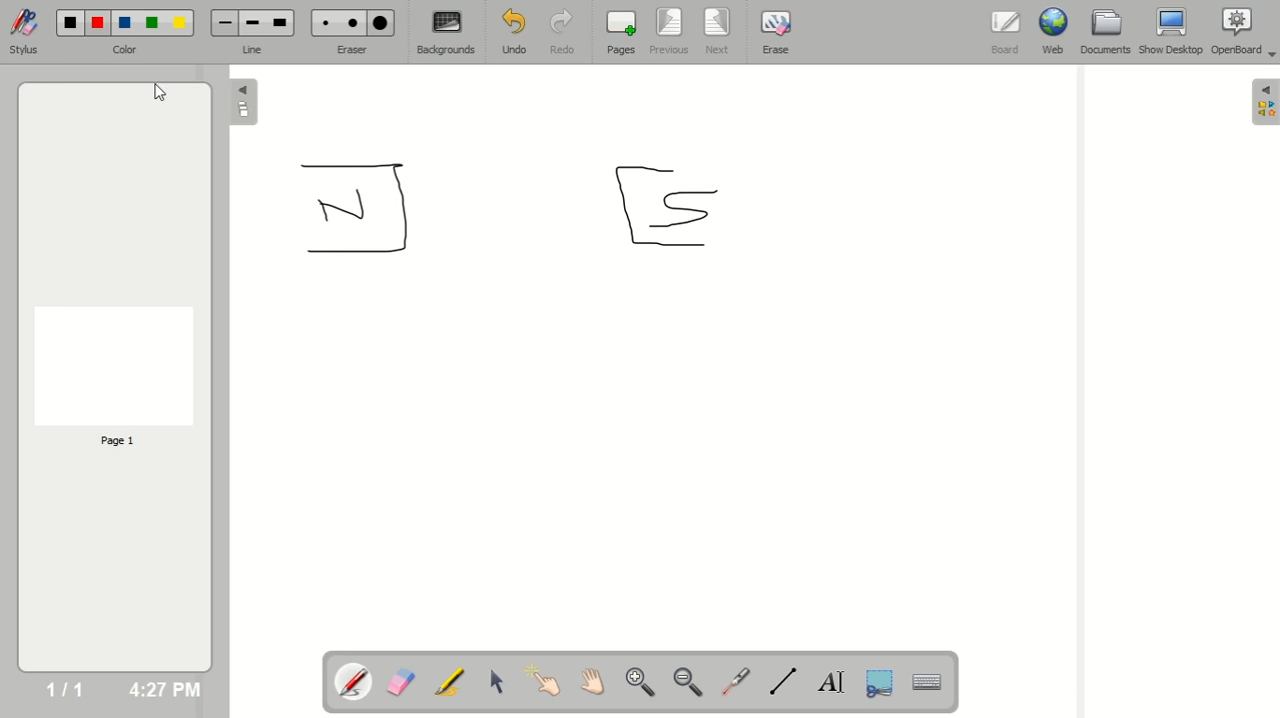 Stylus Color Line Eraser Backgrounds Undo Redo Pages Previous Next Erase Board Web Documents Show Desktop OpenBoard
N S
Page 1
AI
1 / 1 4:27 PM